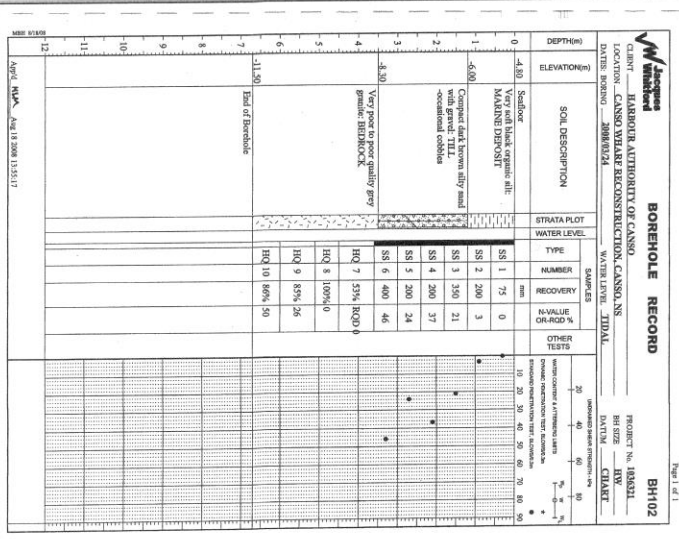 Page 1 of 1
Jacques Whitford
BOREHOLE RECORD
BH102
CLIENT HARBOUR AUTHORITY OF CANSO
PROJECT No. 1036321
LOCATION CANSO WHARF RECONSTRUCTION, CANSO, NS
BH SIZE HW
DATES: BORING 2008/03/24 WATER LEVEL TIDAL
DATUM CHART
DEPTH(m)
ELEVATION(m)
SOIL DESCRIPTION
STRATA PLOT
WATER LEVEL
SAMPLES
TYPE
NUMBER
RECOVERY
N-VALUE
OR-RQD %
OTHER
TESTS
UNDRAINED SHEAR STRENGTH - kPa
20 40 60 80
WATER CONTENT & ATTERBERG LIMITS
DYNAMIC PENETRATION TEST, BLOWS/0.3m
STANDARD PENETRATION TEST, BLOWS/0.3m
10 20 30 40 50 60 70 80 90
mm
0
-4.80
Seafloor
Very soft black organic silt:
MARINE DEPOSIT
SS 1 75 0
1
-6.00
SS 2 200 3
Compact dark brown silty sand
with gravel: TILL
-occasional cobbles
SS 3 350 21
2
SS 4 200 37
SS 5 200 24
3
-8.30
SS 6 400 46
4
Very poor to poor quality grey
granite: BEDROCK
HQ 7 53% RQD 0
HQ 8 100% 0
5
HQ 9 85% 26
6
HQ 10 86% 50
-11.50
7
End of Borehole
8
9
10
11
12
MBH 8/18/08
App'd MLM Aug 18 2008 13:55:17